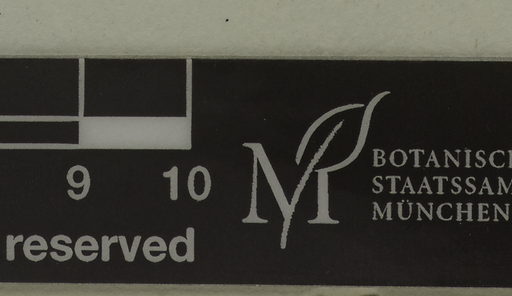 9 10
reserved
M
BOTANISC
STAATSSAM
MÜNCHEN